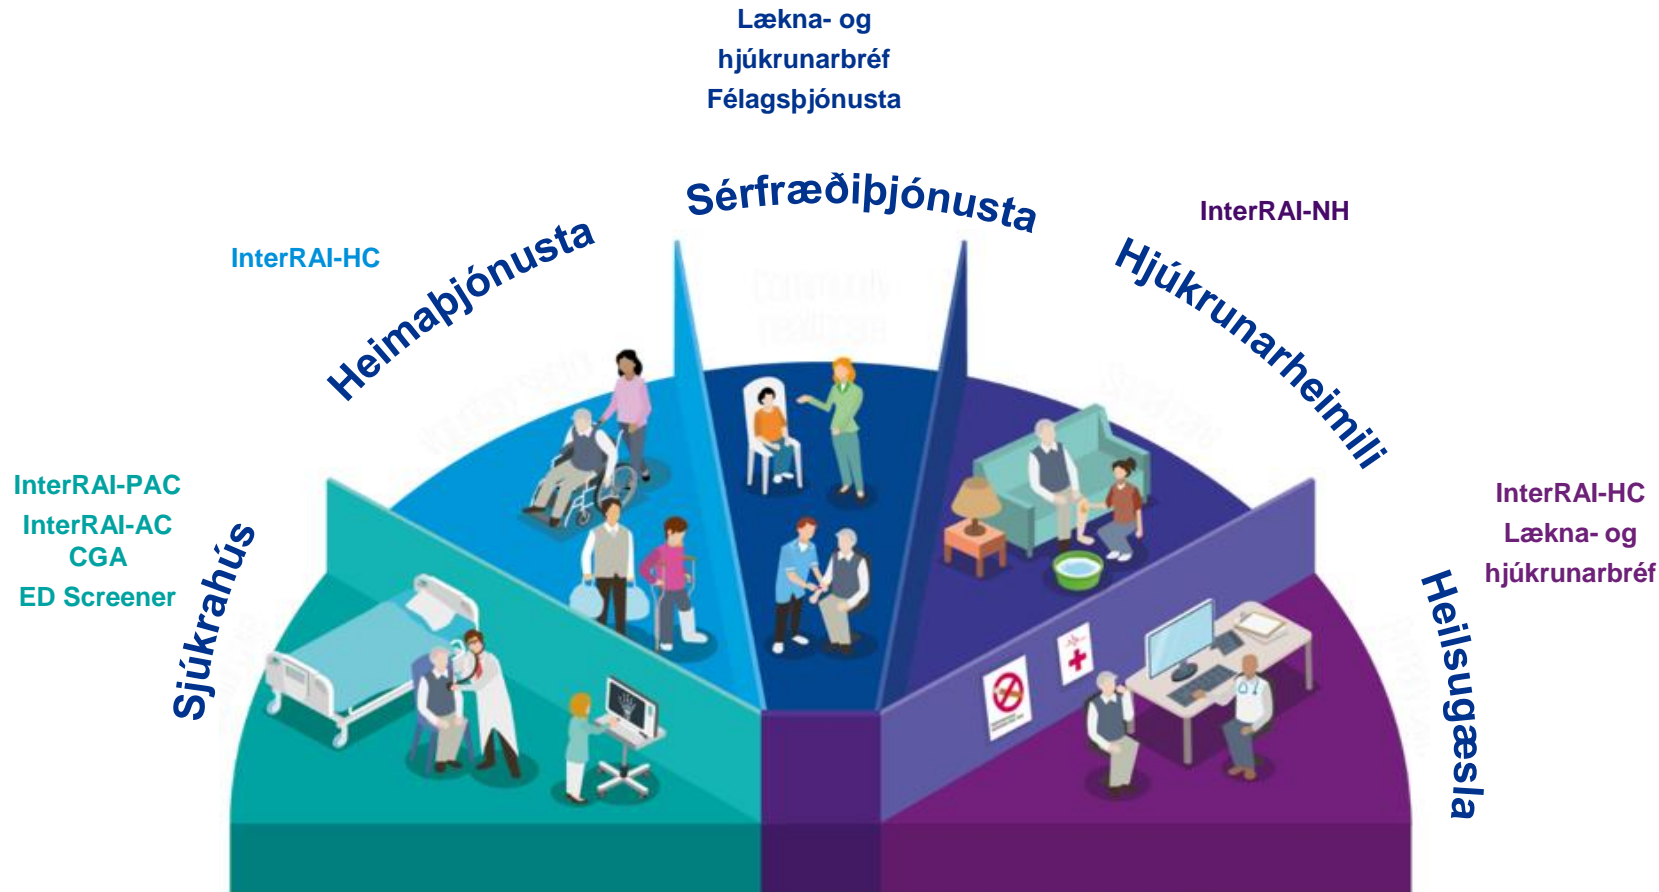 Lækna- og
hjúkrunarbréf
Félagsþjónusta
Sérfræðiþjónusta
InterRAI-NH
InterRAI-HC
Heimaþjónusta
Hjúkrunarheimili
InterRAI-PAC
InterRAI-AC
CGA
ED Screener
Sjúkrahús
InterRAI-HC
Lækna- og
hjúkrunarbréf
Heilsugæsla